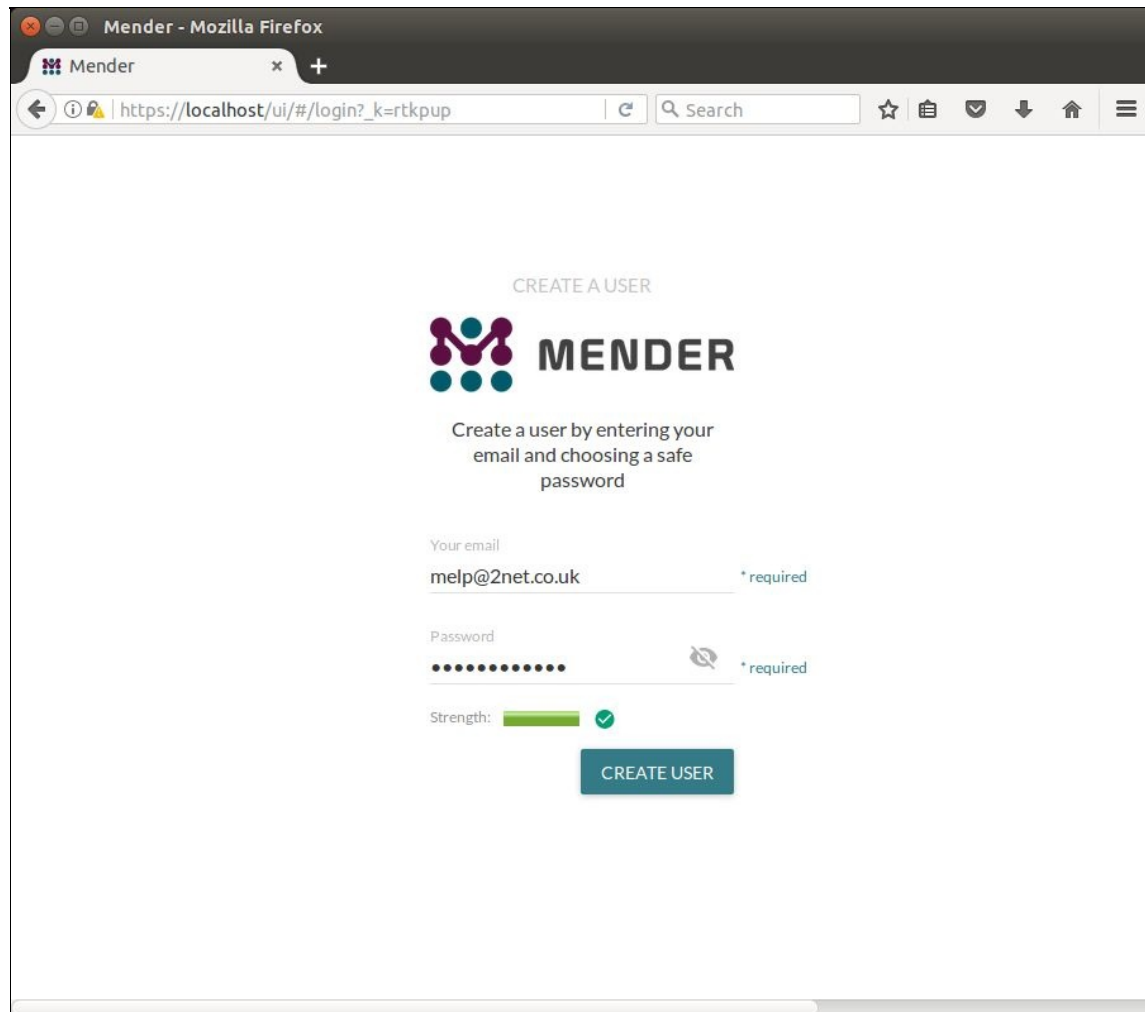 Mender - Mozilla Firefox
Mender
https://localhost/ui/#/login?_k=rtkpup
Search
CREATE A USER
MENDER
Create a user by entering your
email and choosing a safe
password
Your email
melp@2net.co.uk * required
Password
•••••••••••• * required
Strength:
CREATE USER